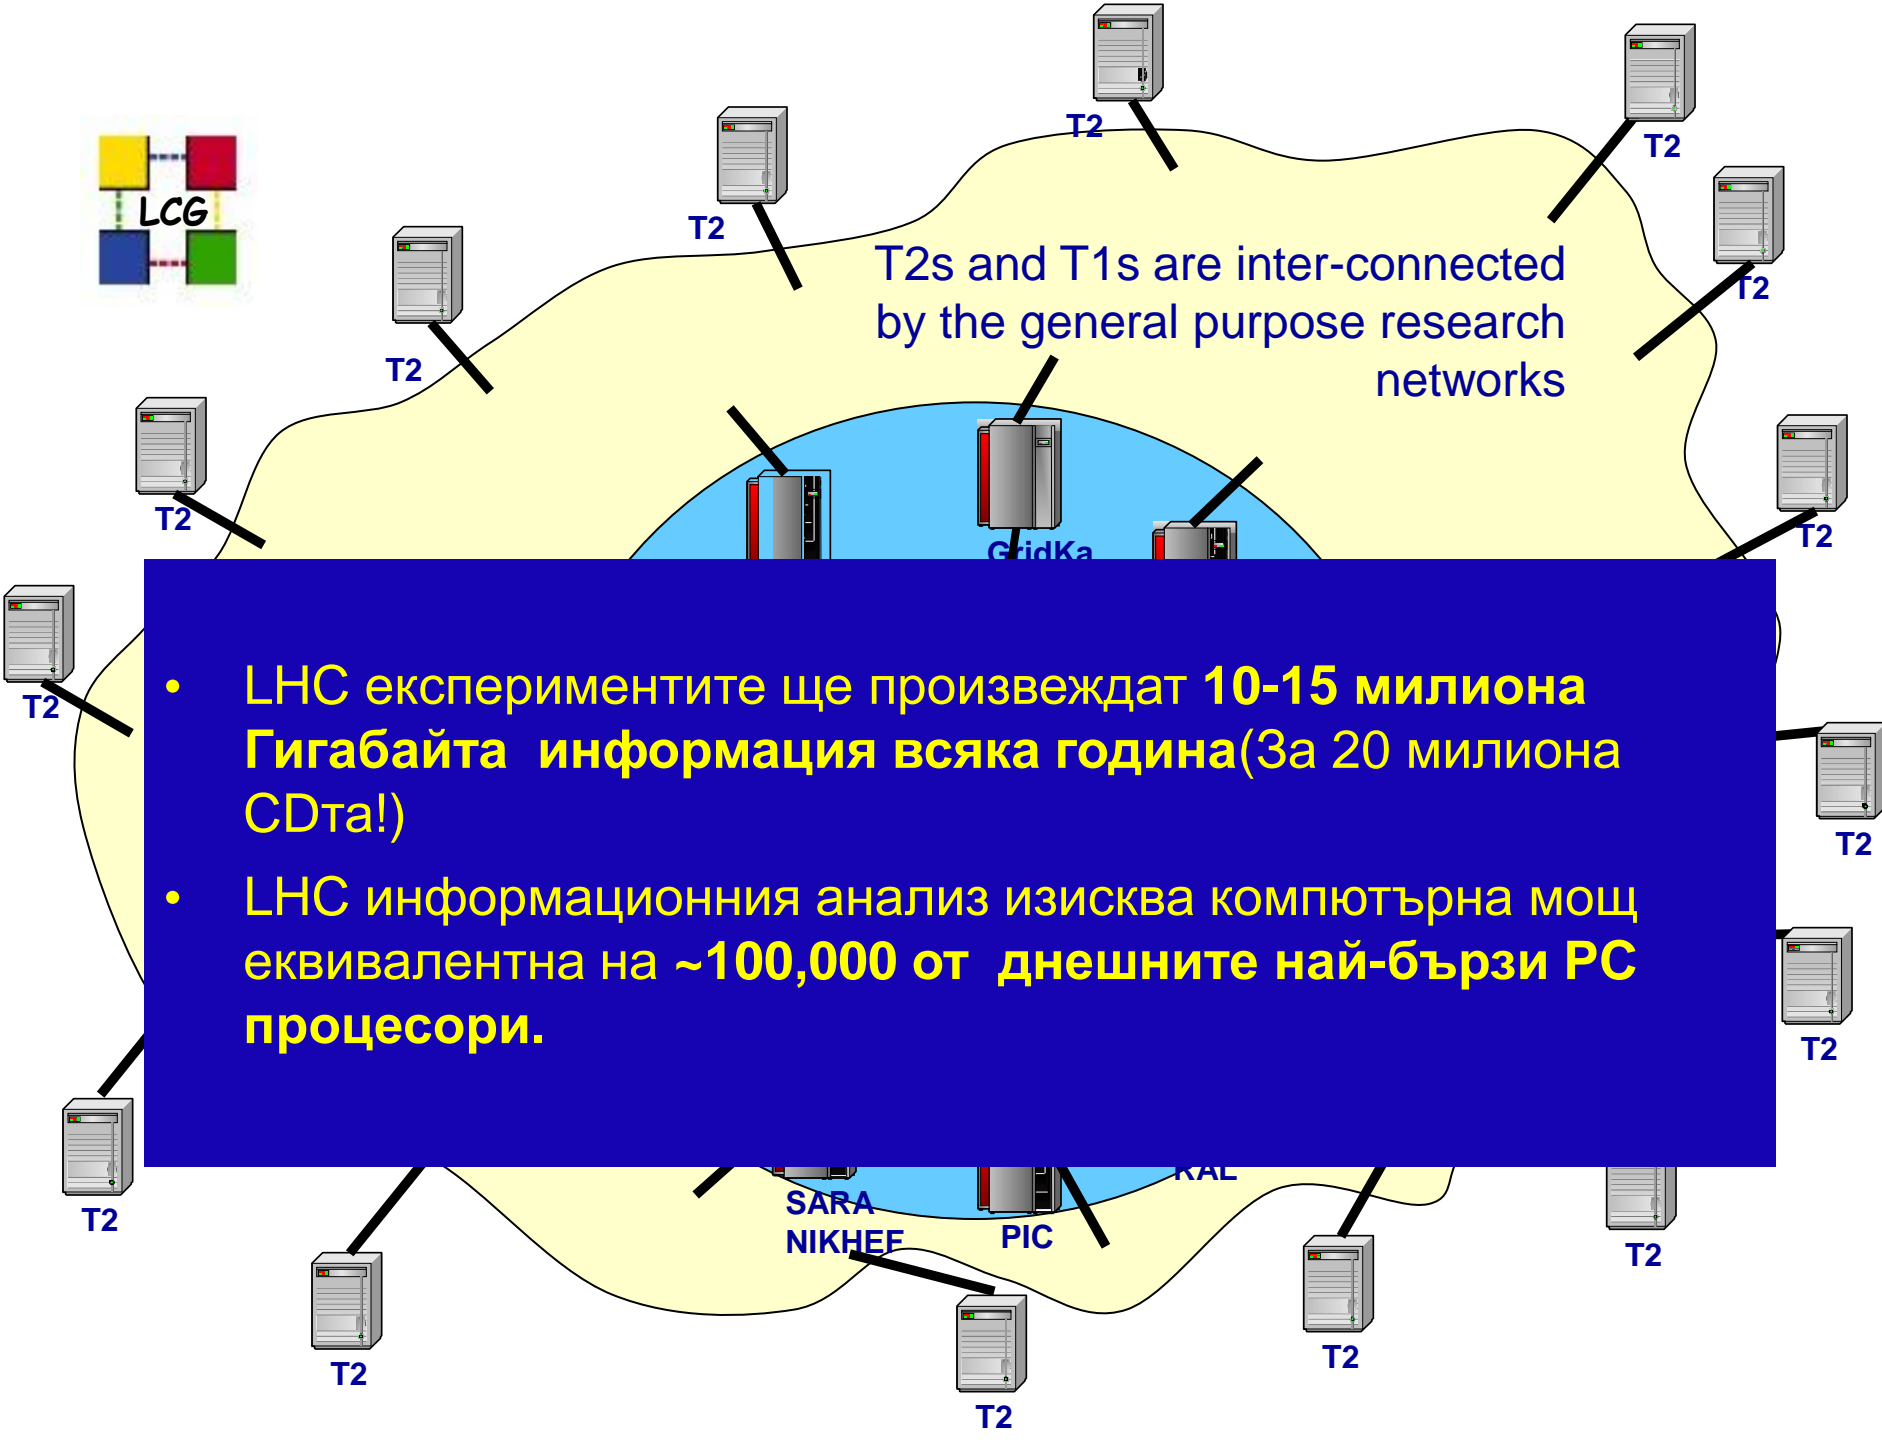 T2
T2
T2
T2
LCG
T2
T2s and T1s are inter-connected
by the general purpose research
networks
T2
T2
T2
T2
GridKa
T2
• LHC експериментите ще произвеждат 10-15 милиона
Гигабайта информация всяка година(За 20 милиона
CDта!)
• LHC информационния анализ изисква компютърна мощ
еквивалентна на ~100,000 от днешните най-бързи PC
процесори.
T2
T2
RAL
SARA
NIKHEF
PIC
T2
T2
T2
T2
T2